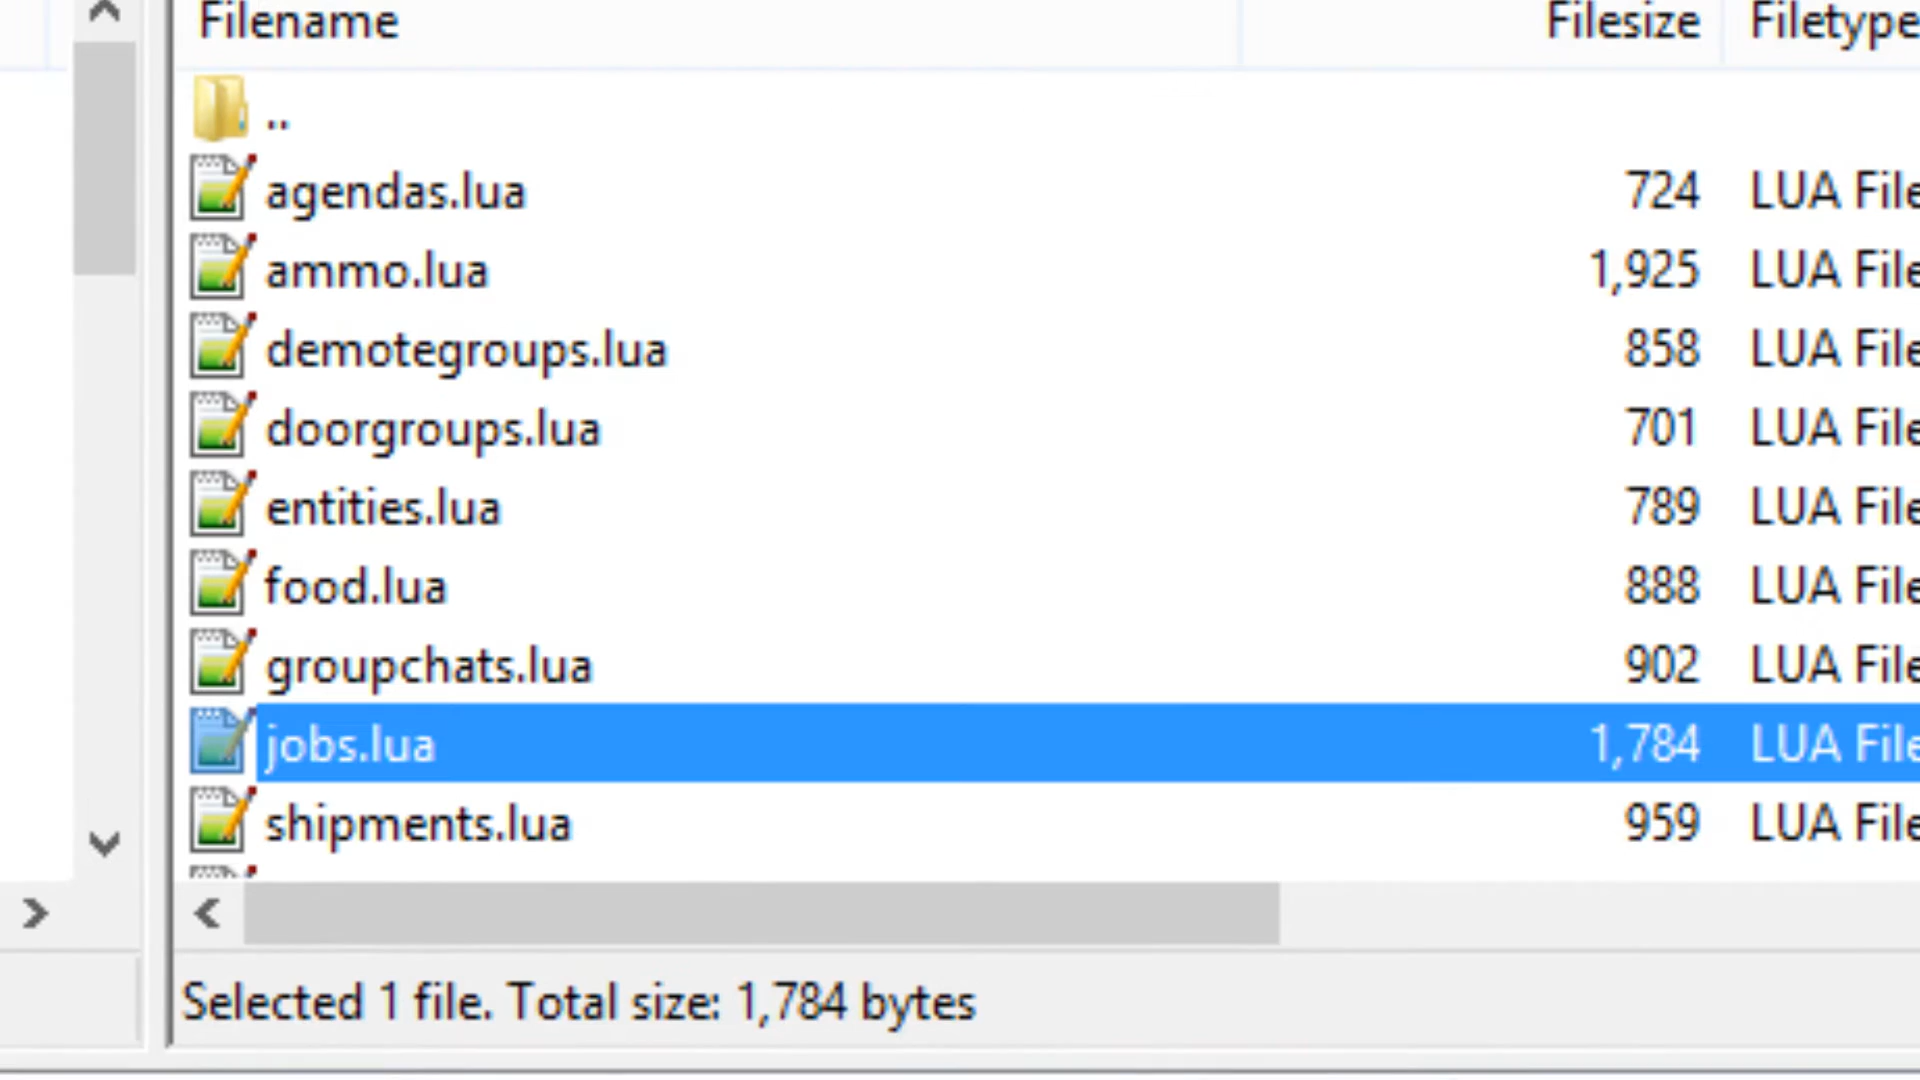 Filename Filesize Filetype
..
agendas.lua 724 LUA File
ammo.lua 1,925 LUA File
demotegroups.lua 858 LUA File
doorgroups.lua 701 LUA File
entities.lua 789 LUA File
food.lua 888 LUA File
groupchats.lua 902 LUA File
jobs.lua 1,784 LUA File
shipments.lua 959 LUA File
Selected 1 file. Total size: 1,784 bytes